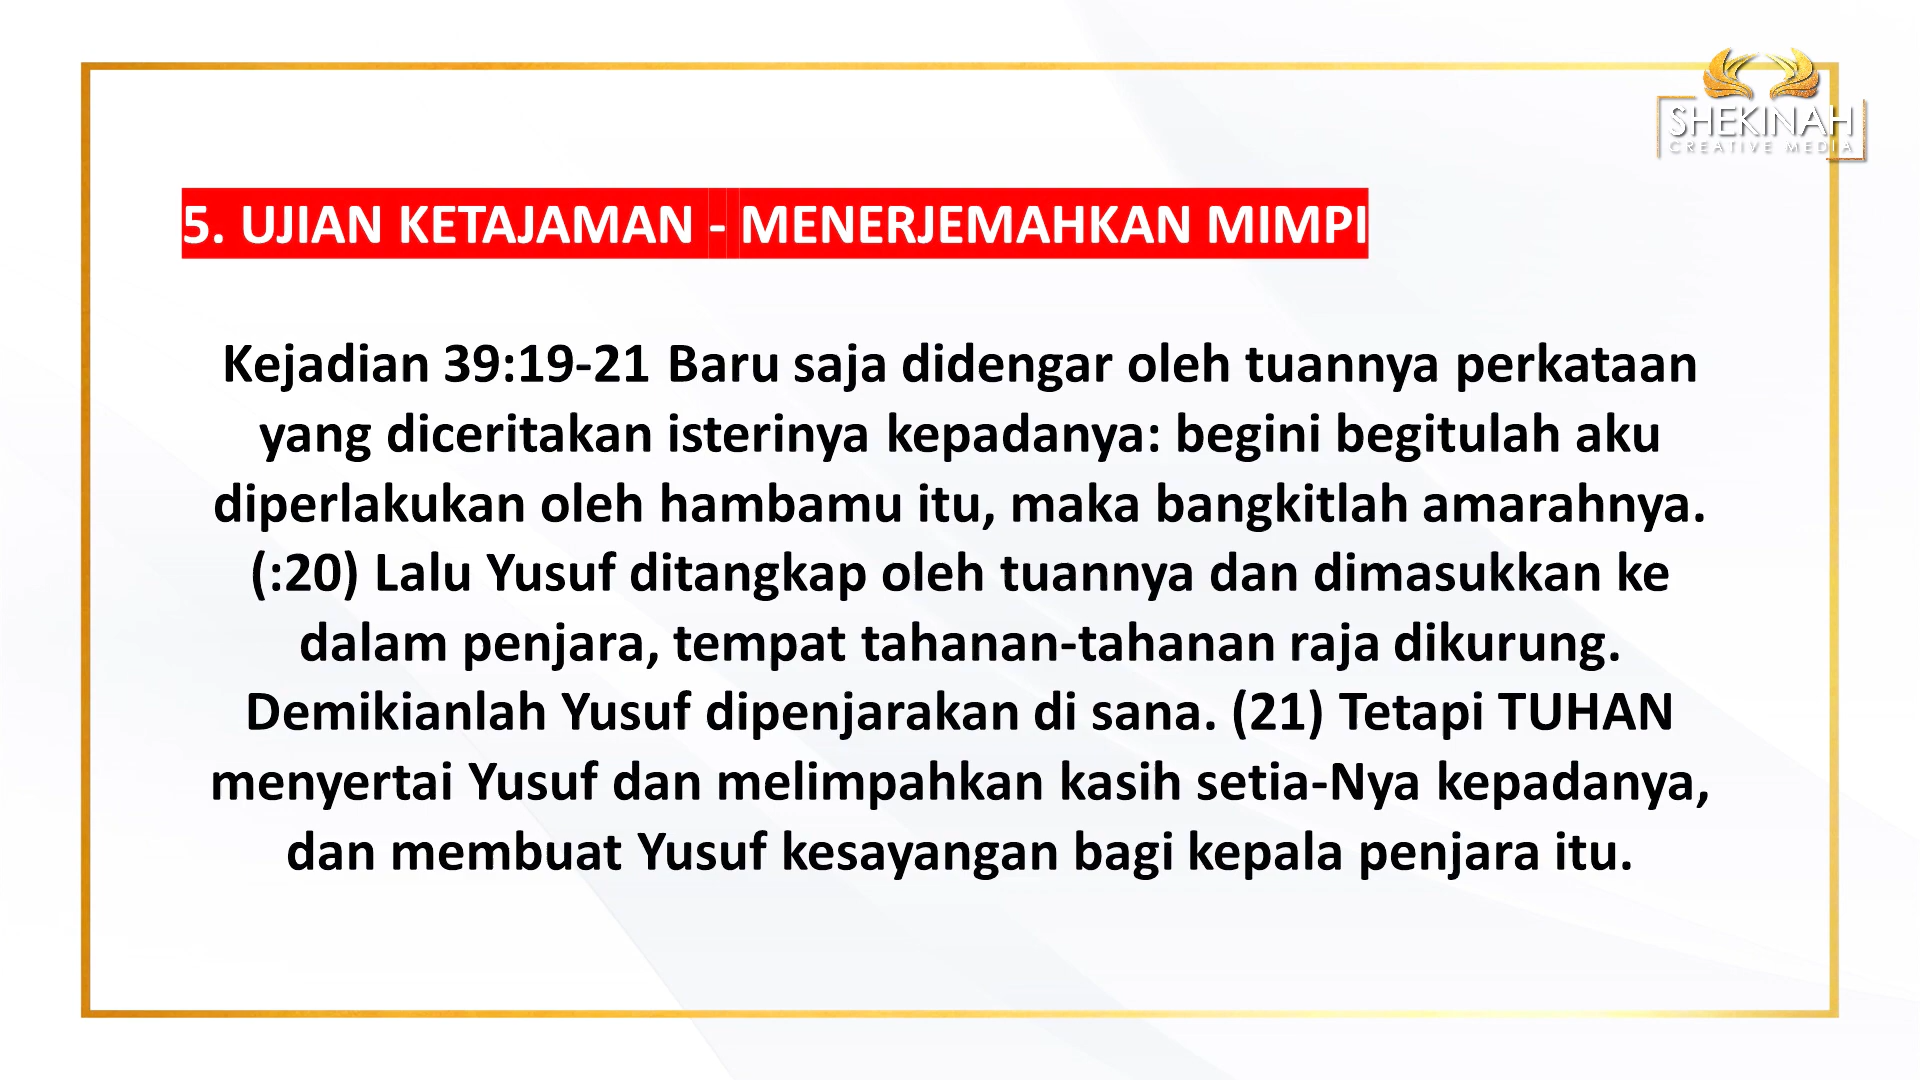 SHEKINAH
CREATIVE MEDIA
5. UJIAN KETAJAMAN - MENERJEMAHKAN MIMPI
Kejadian 39:19-21 Baru saja didengar oleh tuannya perkataan
yang diceritakan isterinya kepadanya: begini begitulah aku
diperlakukan oleh hambamu itu, maka bangkitlah amarahnya.
(:20) Lalu Yusuf ditangkap oleh tuannya dan dimasukkan ke
dalam penjara, tempat tahanan-tahanan raja dikurung.
Demikianlah Yusuf dipenjarakan di sana. (21) Tetapi TUHAN
menyertai Yusuf dan melimpahkan kasih setia-Nya kepadanya,
dan membuat Yusuf kesayangan bagi kepala penjara itu.